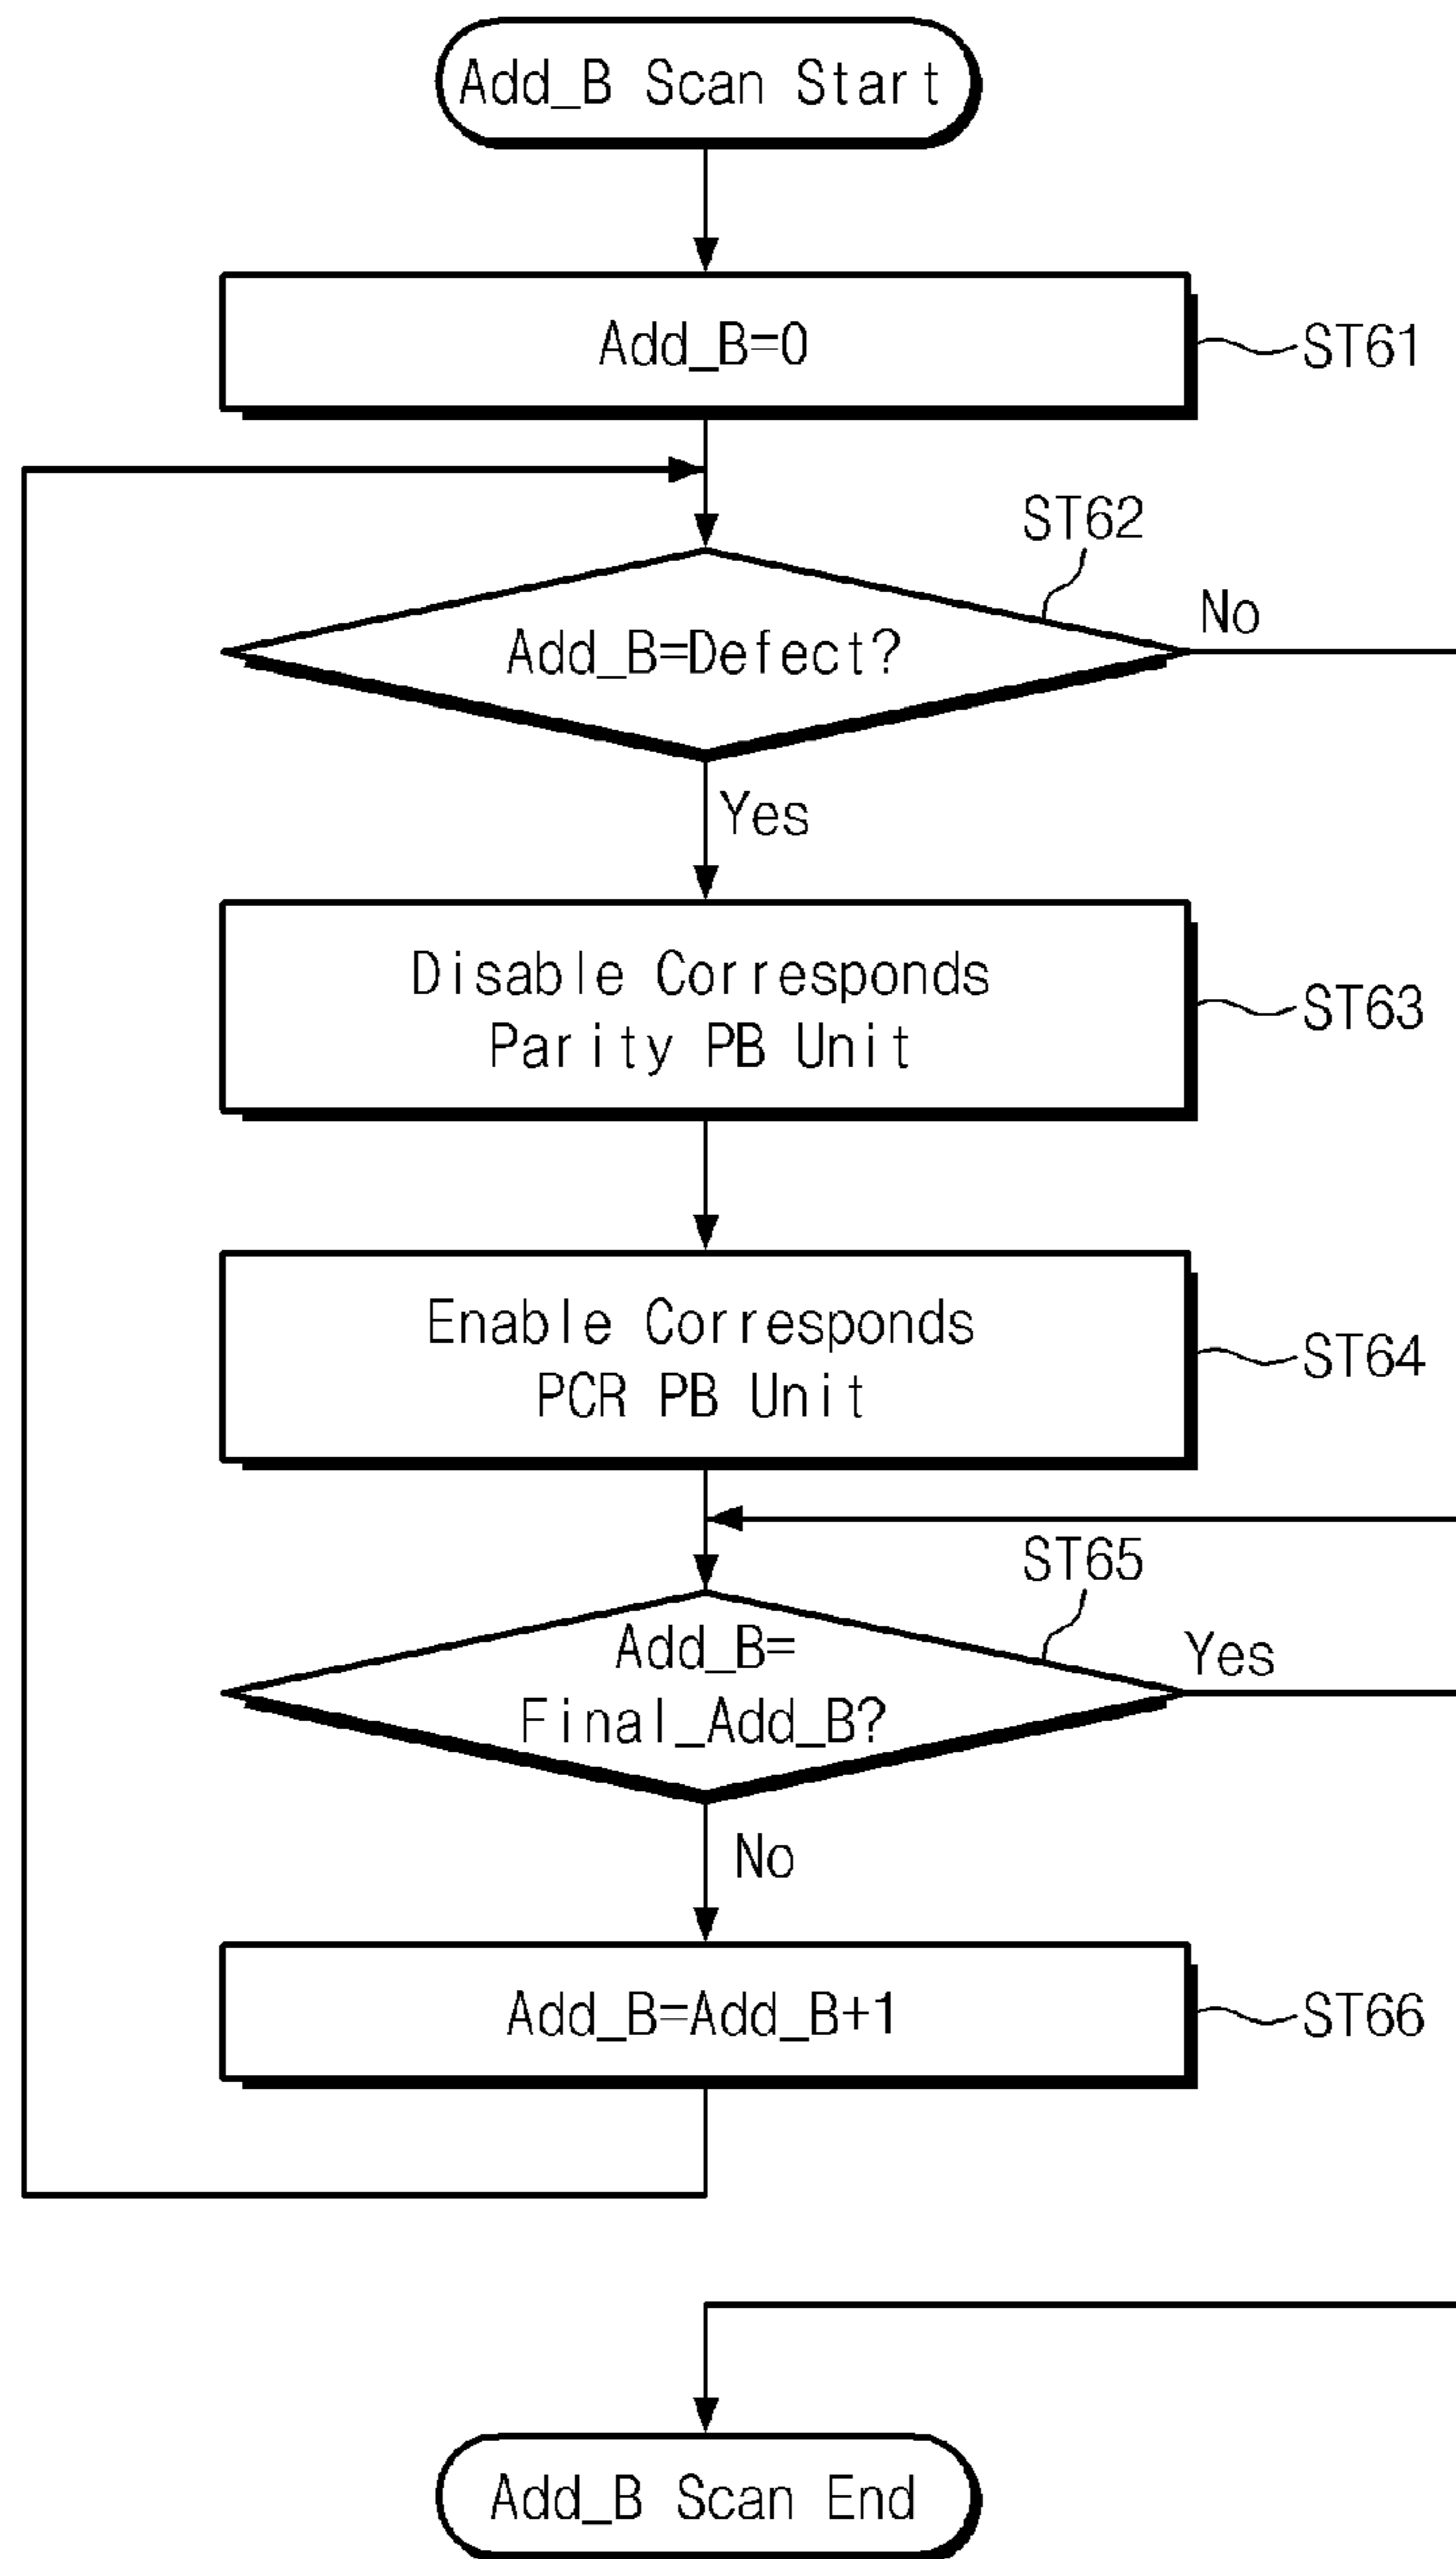 Add_B Scan Start
Add_B=0
ST61
ST62
Add_B=Defect?
No
Yes
Disable Corresponds
Parity PB Unit
ST63
Enable Corresponds
PCR PB Unit
ST64
ST65
Add_B=
Final_Add_B?
Yes
No
Add_B=Add_B+1
ST66
Add_B Scan End